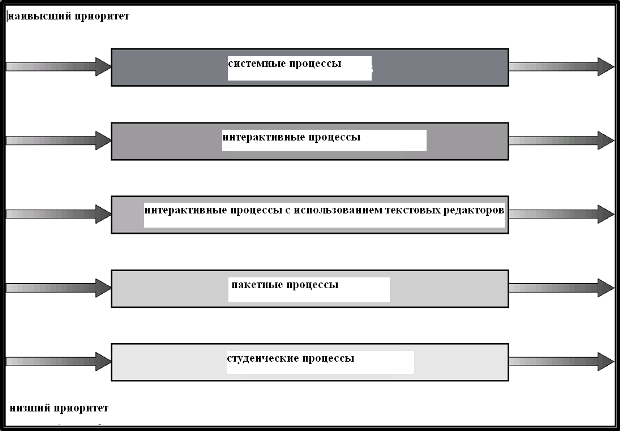 наивысший приоритет
системные процессы
интерактивные процессы
интерактивные процессы с использованием текстовых редакторов
пакетные процессы
студенческие процессы
низший приоритет